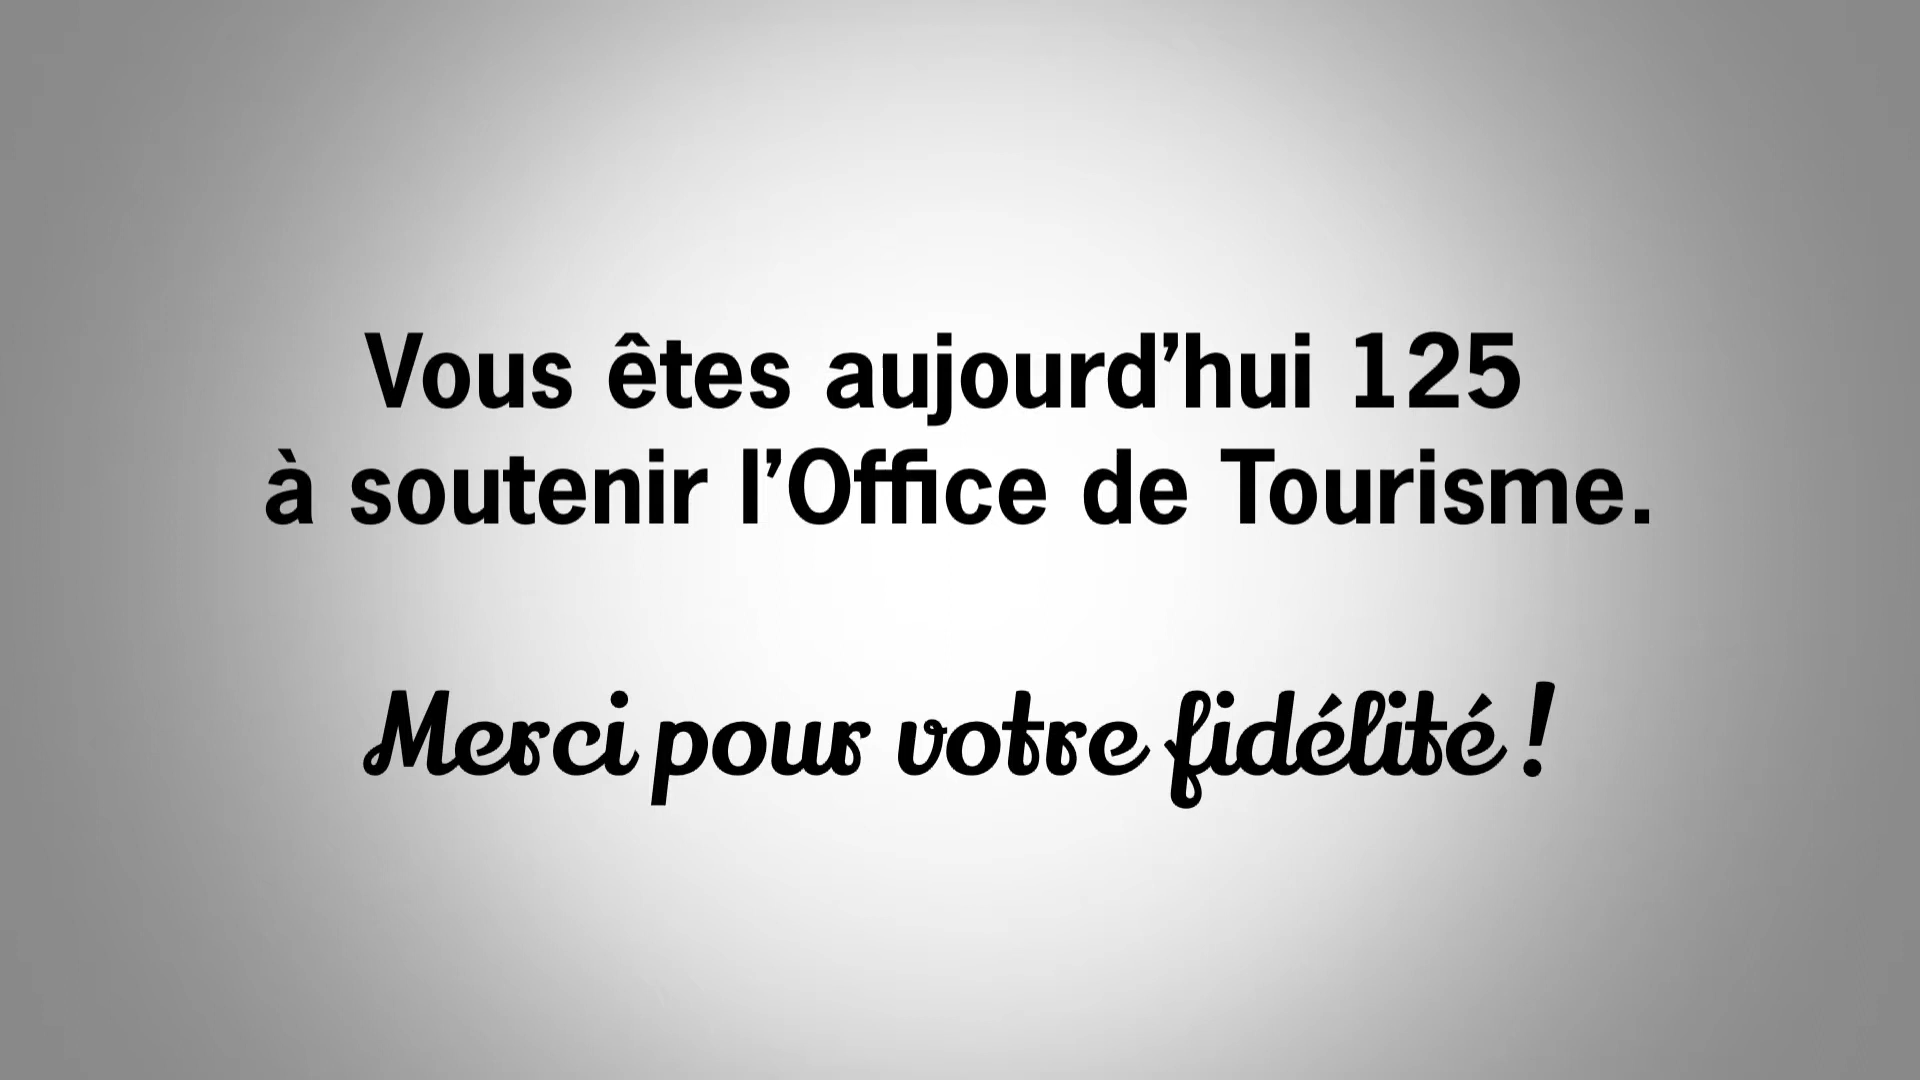 Vous êtes aujourd’hui 125
à soutenir l’Office de Tourisme.
Merci pour votre fidélité !